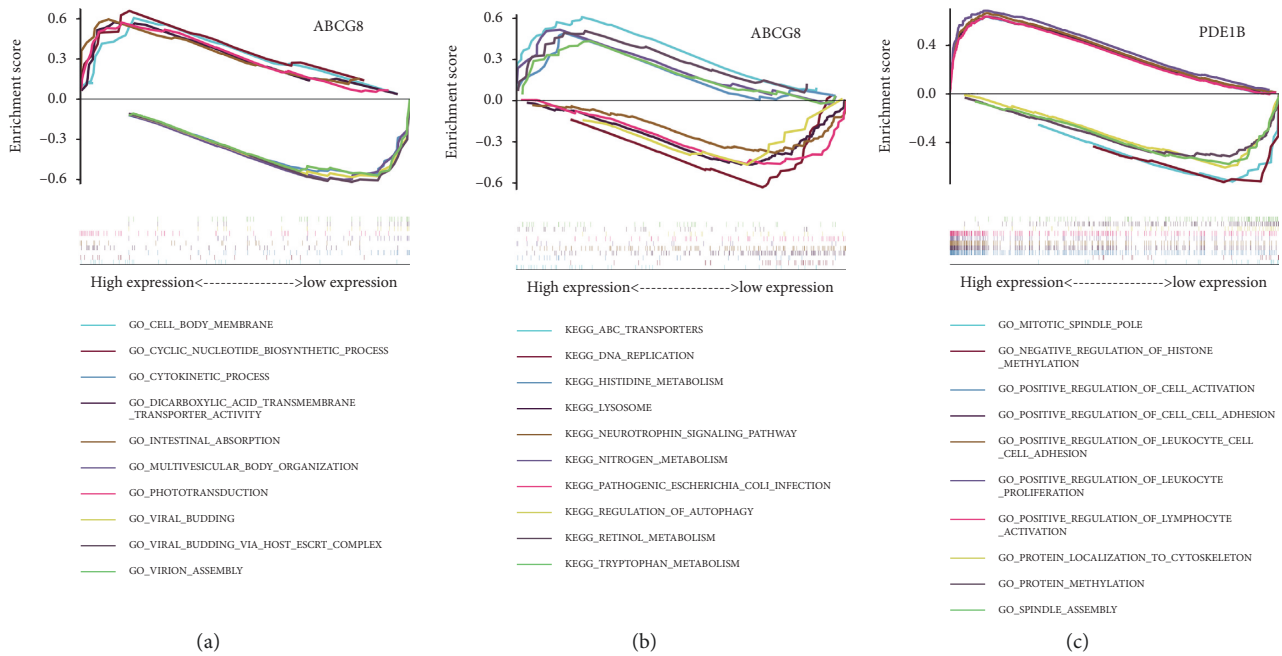 Enrichment score
0.6
0.3
0.0
−0.3
−0.6
ABCG8
High expression<---------------->low expression
GO_CELL_BODY_MEMBRANE
GO_CYCLIC_NUCLEOTIDE_BIOSYNTHETIC_PROCESS
GO_CYTOKINETIC_PROCESS
GO_DICARBOXYLIC_ACID_TRANSMEMBRANE
_TRANSPORTER_ACTIVITY
GO_INTESTINAL_ABSORPTION
GO_MULTIVESICULAR_BODY_ORGANIZATION
GO_PHOTOTRANSDUCTION
GO_VIRAL_BUDDING
GO_VIRAL_BUDDING_VIA_HOST_ESCRT_COMPLEX
GO_VIRION_ASSEMBLY
(a)
Enrichment score
0.6
0.3
0.0
−0.3
−0.6
ABCG8
High expression<---------------->low expression
KEGG_ABC_TRANSPORTERS
KEGG_DNA_REPLICATION
KEGG_HISTIDINE_METABOLISM
KEGG_LYSOSOME
KEGG_NEUROTROPHIN_SIGNALING_PATHWAY
KEGG_NITROGEN_METABOLISM
KEGG_PATHOGENIC_ESCHERICHIA_COLI_INFECTION
KEGG_REGULATION_OF_AUTOPHAGY
KEGG_RETINOL_METABOLISM
KEGG_TRYPTOPHAN_METABOLISM
(b)
Enrichment score
0.4
0.0
−0.4
PDE1B
High expression<---------------->low expression
GO_MITOTIC_SPINDLE_POLE
GO_NEGATIVE_REGULATION_OF_HISTONE
_METHYLATION
GO_POSITIVE_REGULATION_OF_CELL_ACTIVATION
GO_POSITIVE_REGULATION_OF_CELL_CELL_ADHESION
GO_POSITIVE_REGULATION_OF_LEUKOCYTE_CELL
_CELL_ADHESION
GO_POSITIVE_REGULATION_OF_LEUKOCYTE
_PROLIFERATION
GO_POSITIVE_REGULATION_OF_LYMPHOCYTE
_ACTIVATION
GO_PROTEIN_LOCALIZATION_TO_CYTOSKELETON
GO_PROTEIN_METHYLATION
GO_SPINDLE_ASSEMBLY
(c)